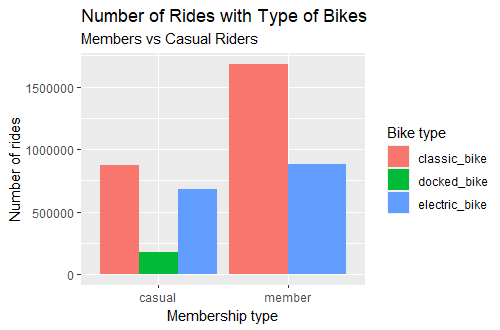 Number of Rides with Type of Bikes
Members vs Casual Riders
Number of rides
1500000
1000000
500000
0
casual
member
Membership type
Bike type
classic_bike
docked_bike
electric_bike